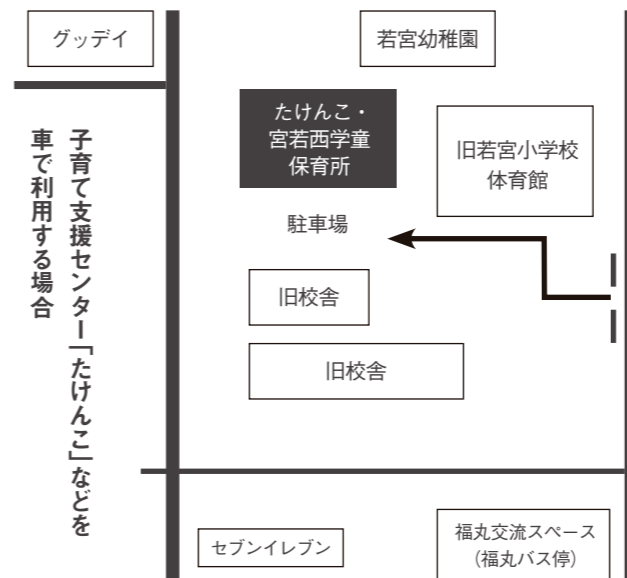 グッデイ
若宮幼稚園
たけんこ・
宮若西学童
保育所
旧若宮小学校
体育館
子育て支援センター「たけんこ」などを
車で利用する場合
駐車場
旧校舎
旧校舎
セブンイレブン
福丸交流スペース
（福丸バス停）